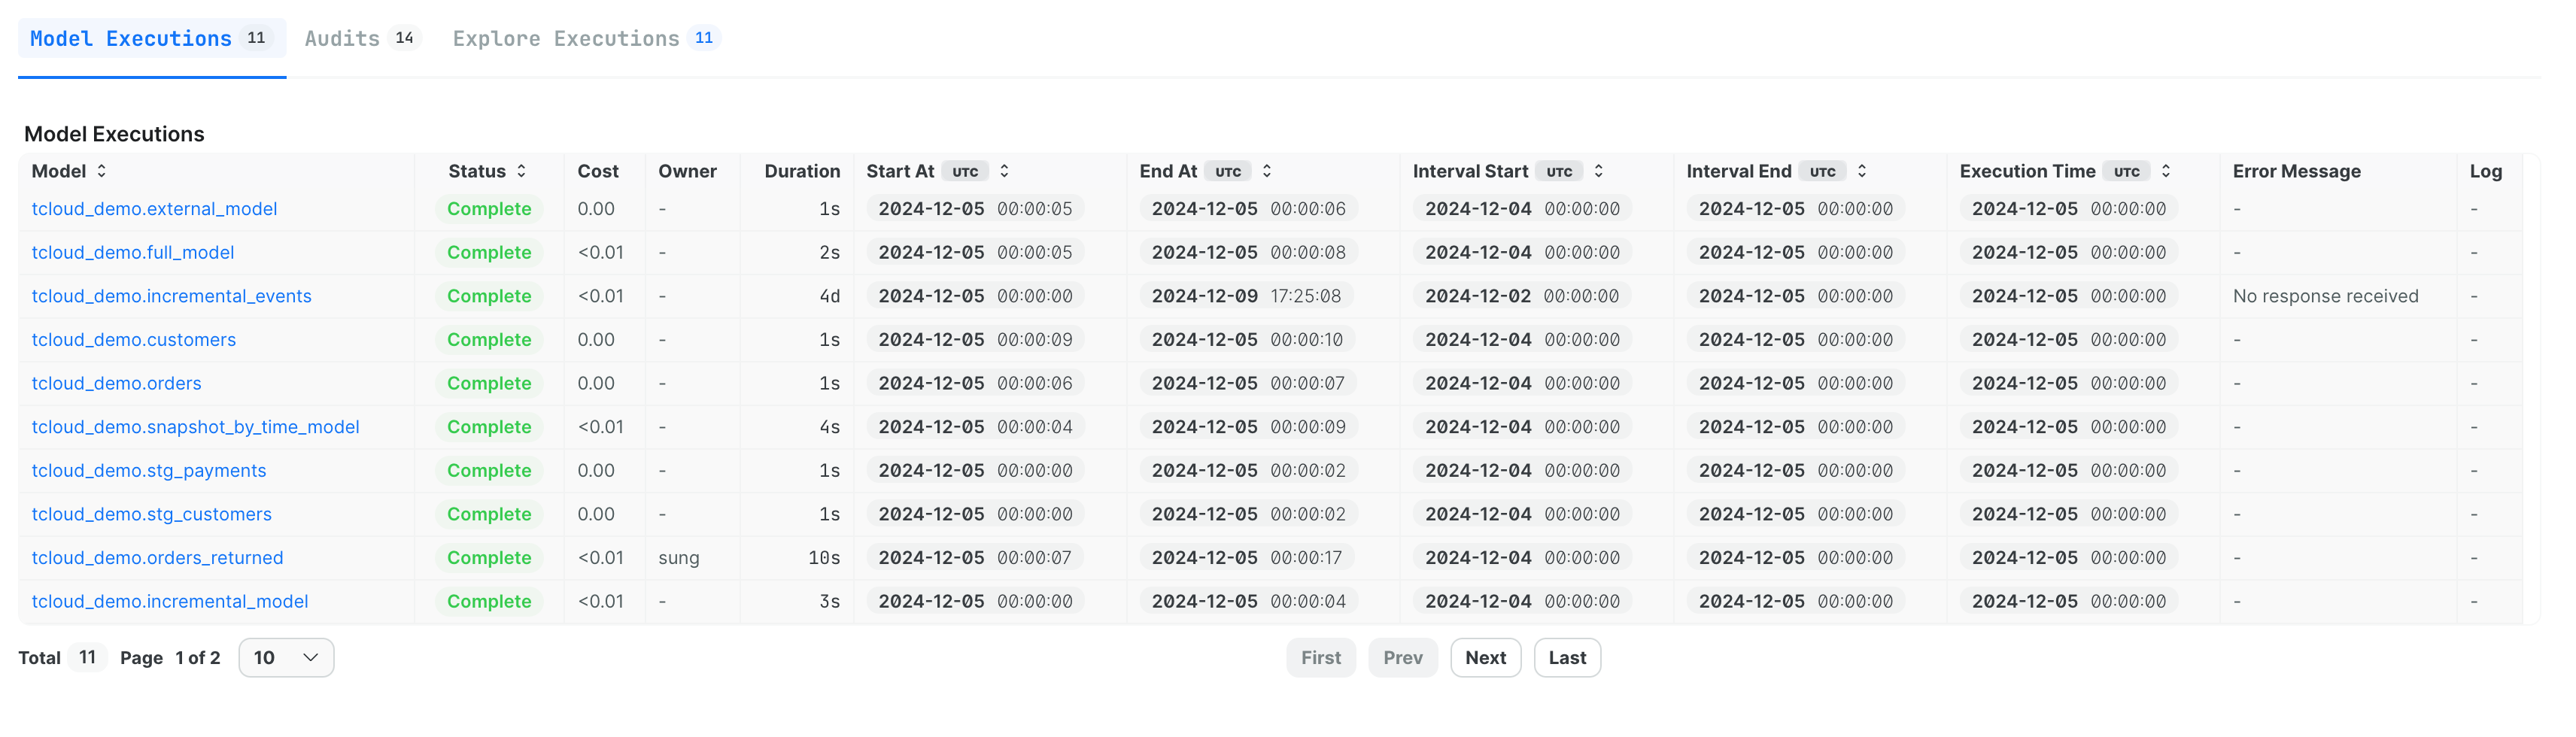 Model Executions 11 Audits 14 Explore Executions 11
Model Executions
Model Status Cost Owner Duration Start At UTC End At UTC Interval Start UTC Interval End UTC Execution Time UTC Error Message Log
tcloud_demo.external_model Complete 0.00 - 1s 2024-12-05 00:00:05 2024-12-05 00:00:06 2024-12-04 00:00:00 2024-12-05 00:00:00 2024-12-05 00:00:00 - -
tcloud_demo.full_model Complete <0.01 - 2s 2024-12-05 00:00:05 2024-12-05 00:00:08 2024-12-04 00:00:00 2024-12-05 00:00:00 2024-12-05 00:00:00 - -
tcloud_demo.incremental_events Complete <0.01 - 4d 2024-12-05 00:00:00 2024-12-09 17:25:08 2024-12-02 00:00:00 2024-12-05 00:00:00 2024-12-05 00:00:00 No response received -
tcloud_demo.customers Complete 0.00 - 1s 2024-12-05 00:00:09 2024-12-05 00:00:10 2024-12-04 00:00:00 2024-12-05 00:00:00 2024-12-05 00:00:00 - -
tcloud_demo.orders Complete 0.00 - 1s 2024-12-05 00:00:06 2024-12-05 00:00:07 2024-12-04 00:00:00 2024-12-05 00:00:00 2024-12-05 00:00:00 - -
tcloud_demo.snapshot_by_time_model Complete <0.01 - 4s 2024-12-05 00:00:04 2024-12-05 00:00:09 2024-12-04 00:00:00 2024-12-05 00:00:00 2024-12-05 00:00:00 - -
tcloud_demo.stg_payments Complete 0.00 - 1s 2024-12-05 00:00:00 2024-12-05 00:00:02 2024-12-04 00:00:00 2024-12-05 00:00:00 2024-12-05 00:00:00 - -
tcloud_demo.stg_customers Complete 0.00 - 1s 2024-12-05 00:00:00 2024-12-05 00:00:02 2024-12-04 00:00:00 2024-12-05 00:00:00 2024-12-05 00:00:00 - -
tcloud_demo.orders_returned Complete <0.01 sung 10s 2024-12-05 00:00:07 2024-12-05 00:00:17 2024-12-04 00:00:00 2024-12-05 00:00:00 2024-12-05 00:00:00 - -
tcloud_demo.incremental_model Complete <0.01 - 3s 2024-12-05 00:00:00 2024-12-05 00:00:04 2024-12-04 00:00:00 2024-12-05 00:00:00 2024-12-05 00:00:00 - -
Total 11 Page 1 of 2 10 First Prev Next Last